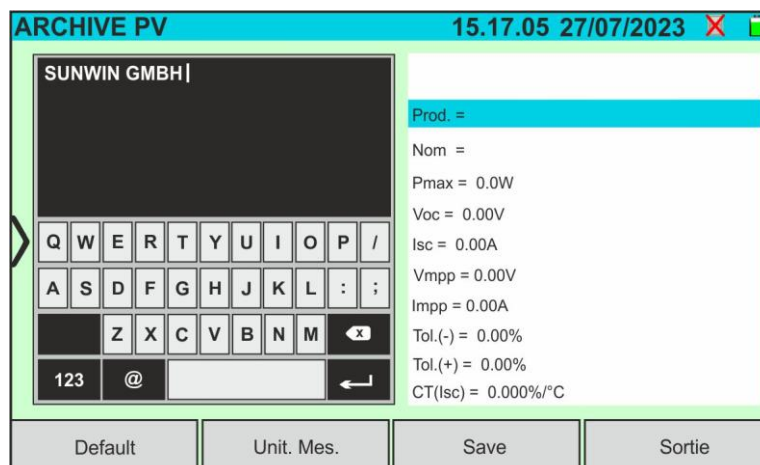 ARCHIVE PV 15.17.05 27/07/2023
SUNWIN GMBH
Q W E R T Y U I O P /
A S D F G H J K L : ;
Z X C V B N M X
123 @
Prod. =
Nom =
Pmax = 0.0W
Voc = 0.00V
Isc = 0.00A
Vmpp = 0.00V
Impp = 0.00A
Tol.(-) = 0.00%
Tol.(+) = 0.00%
CT(Isc) = 0.000%/°C
Default Unit. Mes. Save Sortie